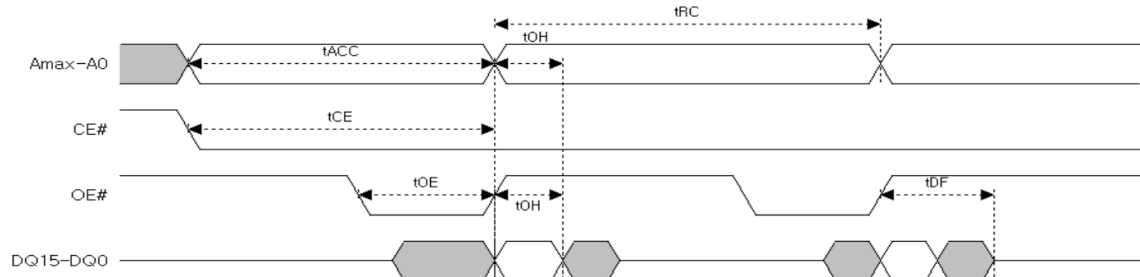 tRC
tOH
tACC
Amax-A0
tCE
CE#
tOE
tDF
OE#
tOH
DQ15-DQ0